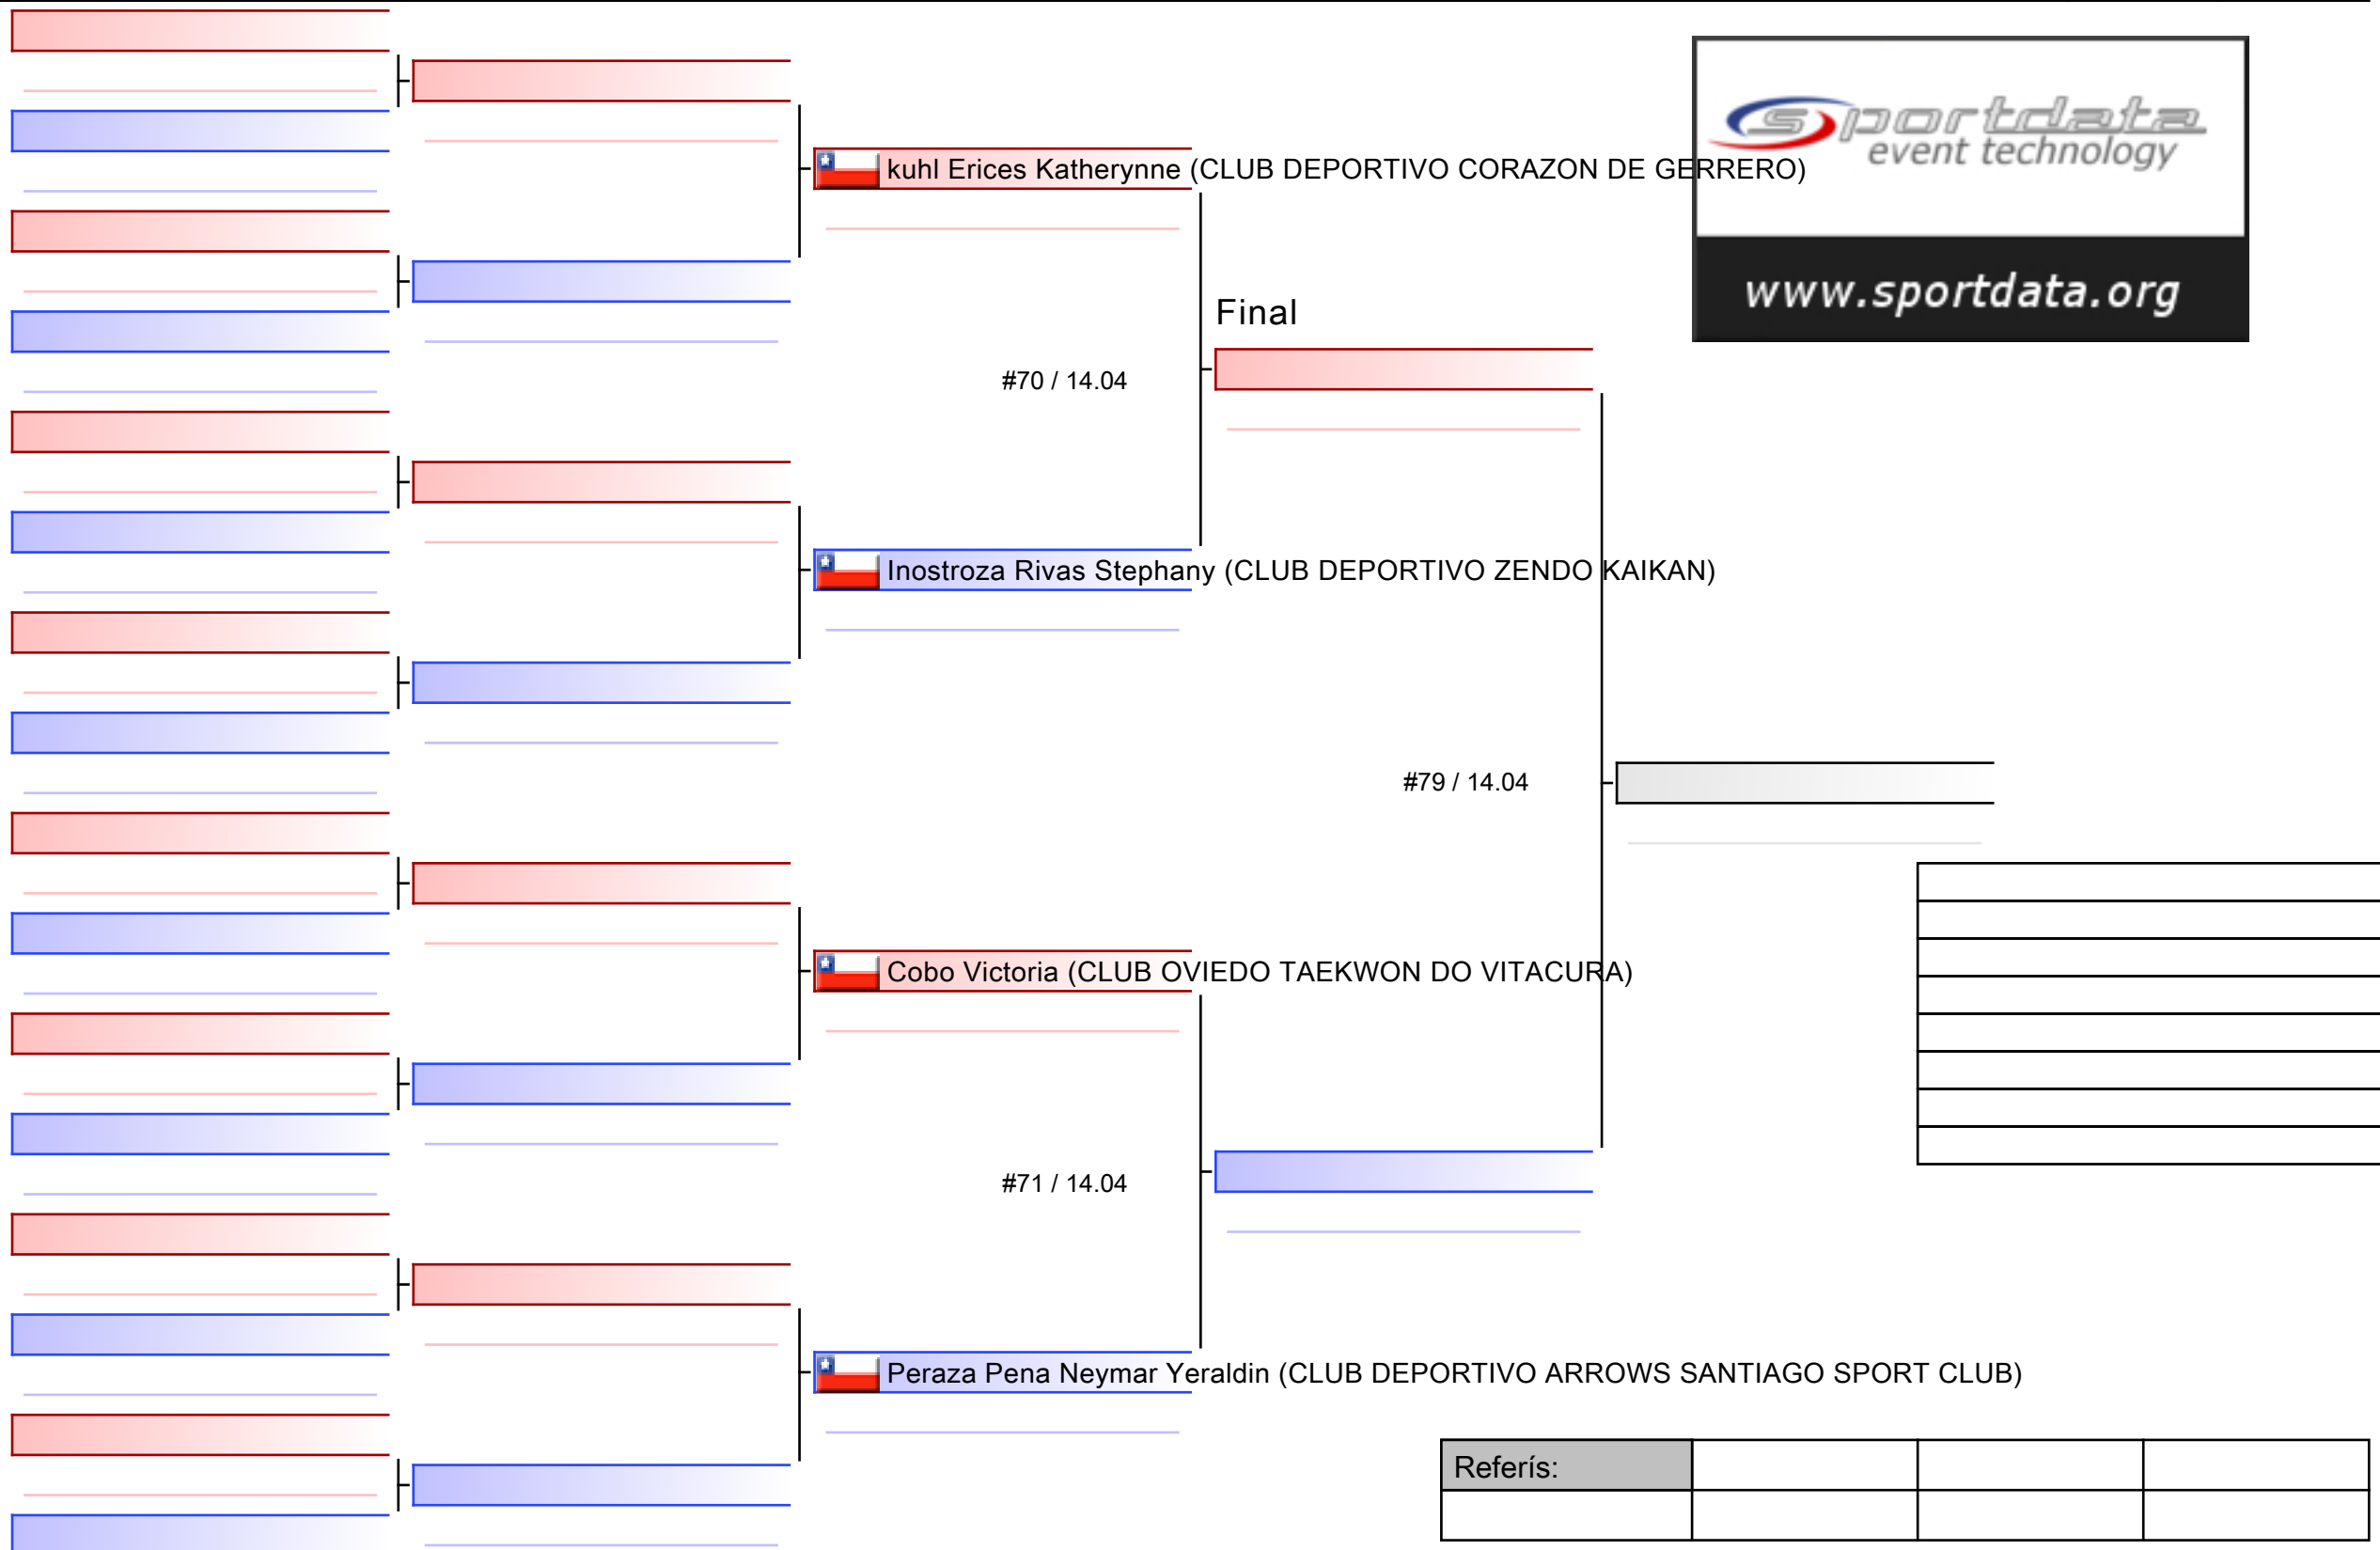 sportdata
event technology
www.sportdata.org
kuhl Erices Katherynne (CLUB DEPORTIVO CORAZON DE GERRERO)
Final
#70 / 14.04
Inostroza Rivas Stephany (CLUB DEPORTIVO ZENDO KAIKAN)
#79 / 14.04
Cobo Victoria (CLUB OVIEDO TAEKWON DO VITACURA)
#71 / 14.04
Peraza Pena Neymar Yeraldin (CLUB DEPORTIVO ARROWS SANTIAGO SPORT CLUB)
Referís: